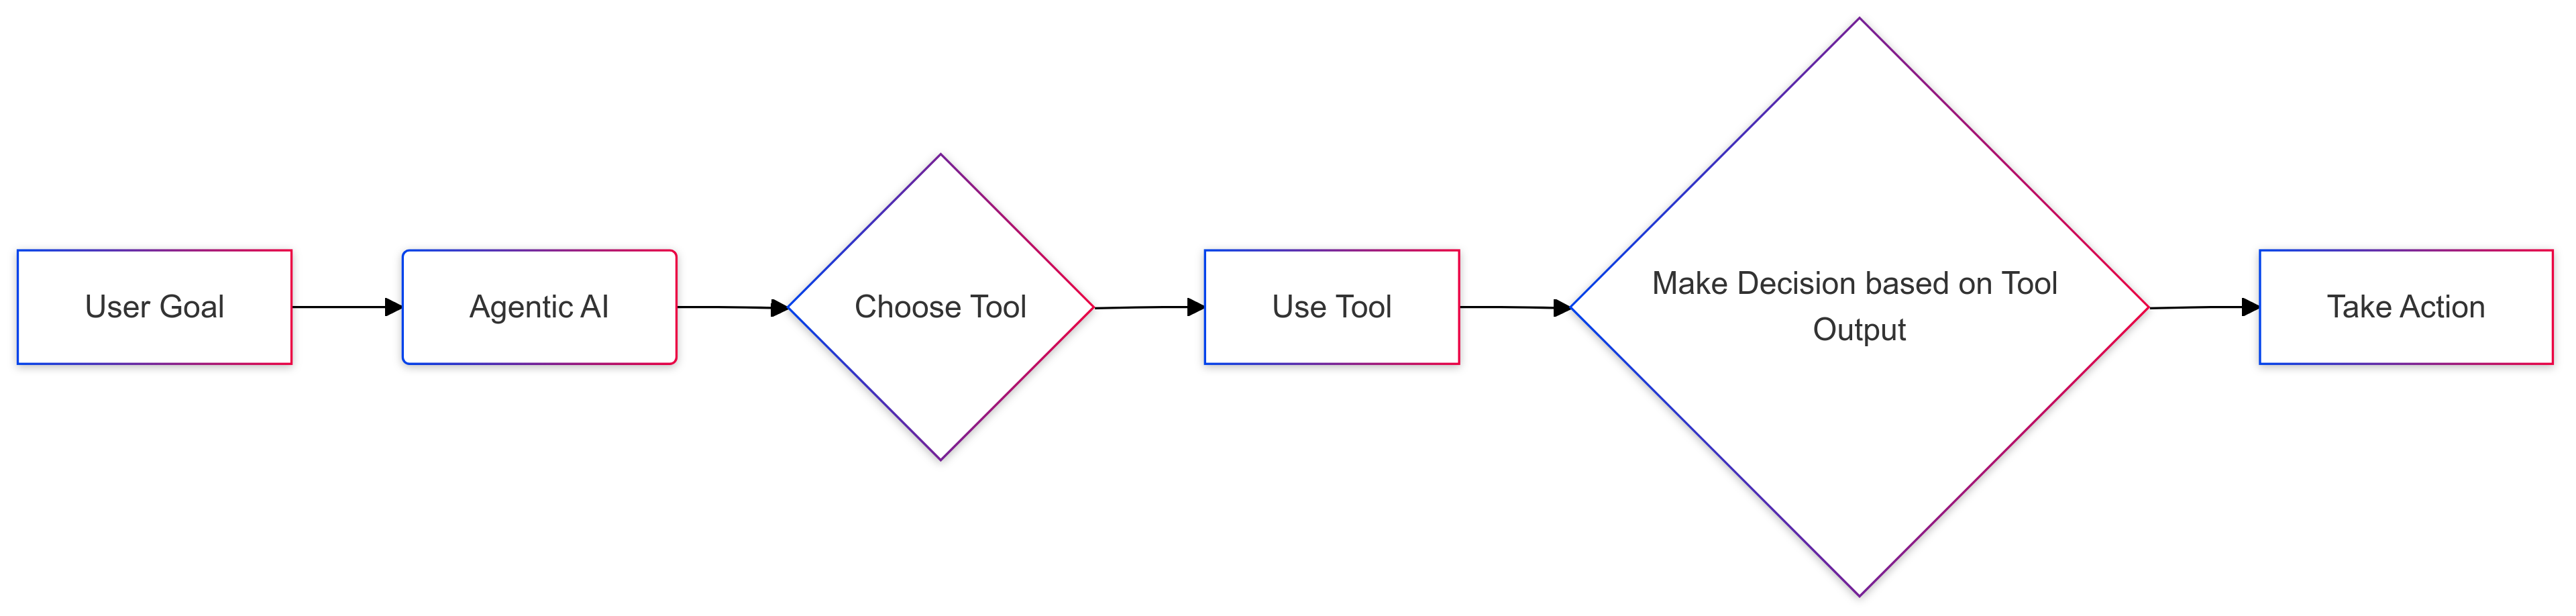 User Goal
Agentic AI
Choose Tool
Use Tool
Make Decision based on Tool
Output
Take Action